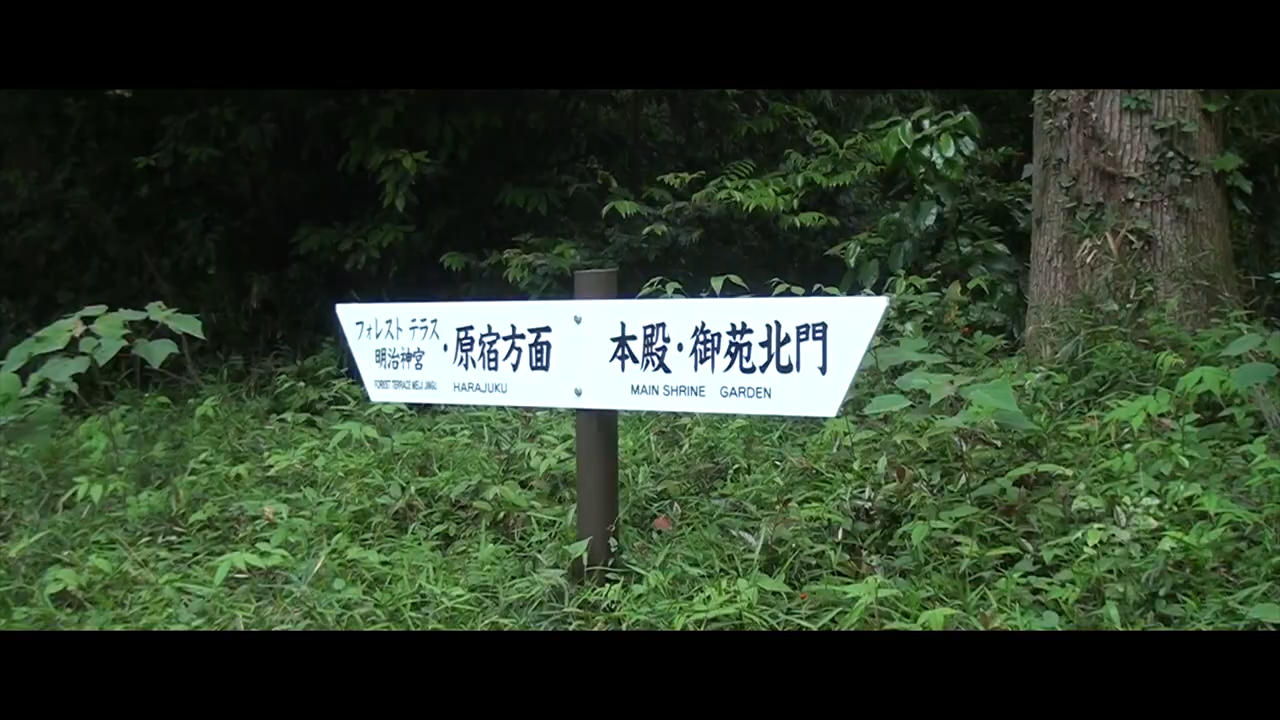 フォレスト テラス
明治神宮
・原宿方面
FOREST TERRACE MEIJI JINGU
HARAJUKU
本殿・御苑北門
MAIN SHRINE GARDEN